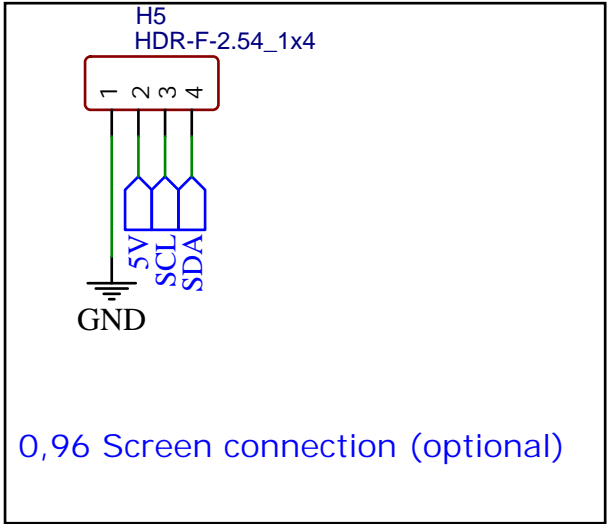 H5
HDR-F-2.54_1x4
1 2 3 4
5V
SCL
SDA
GND
0,96 Screen connection (optional)